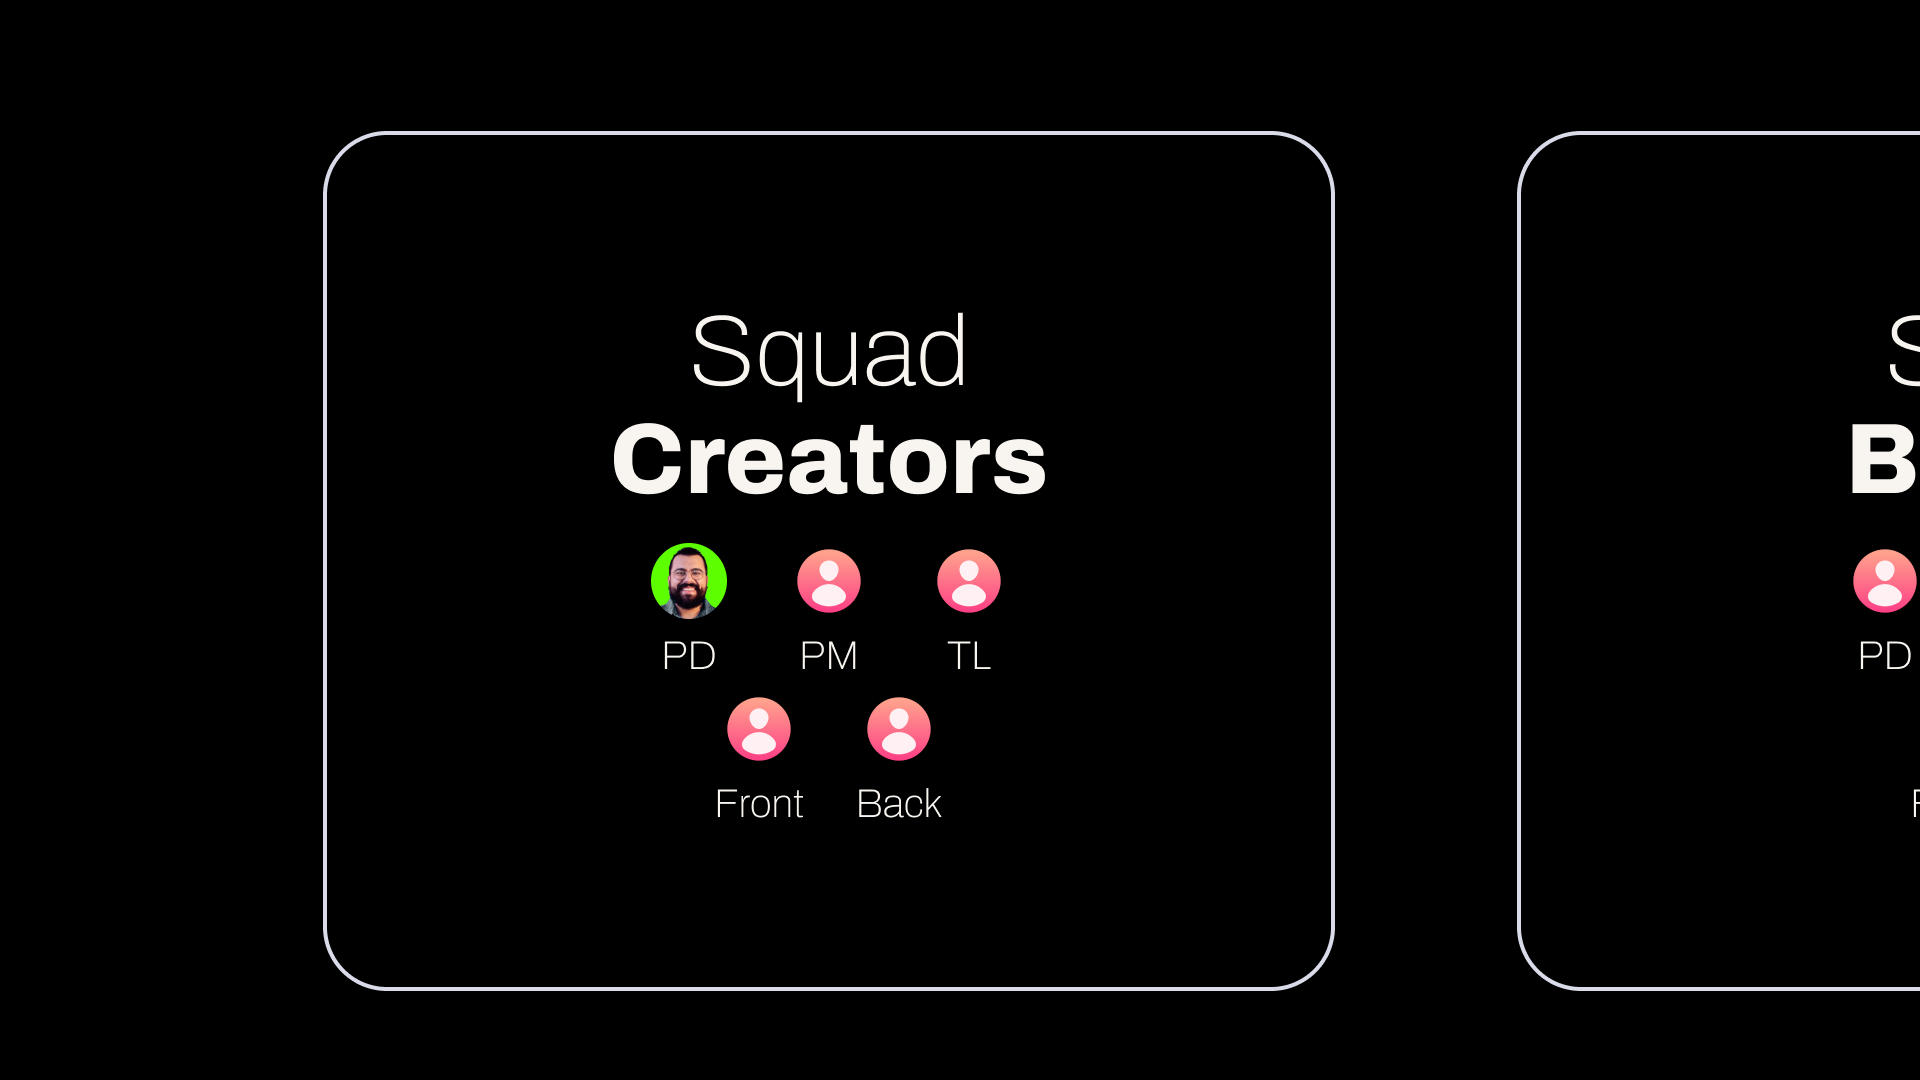 Squad
Creators
PD PM TL
Front Back
PD